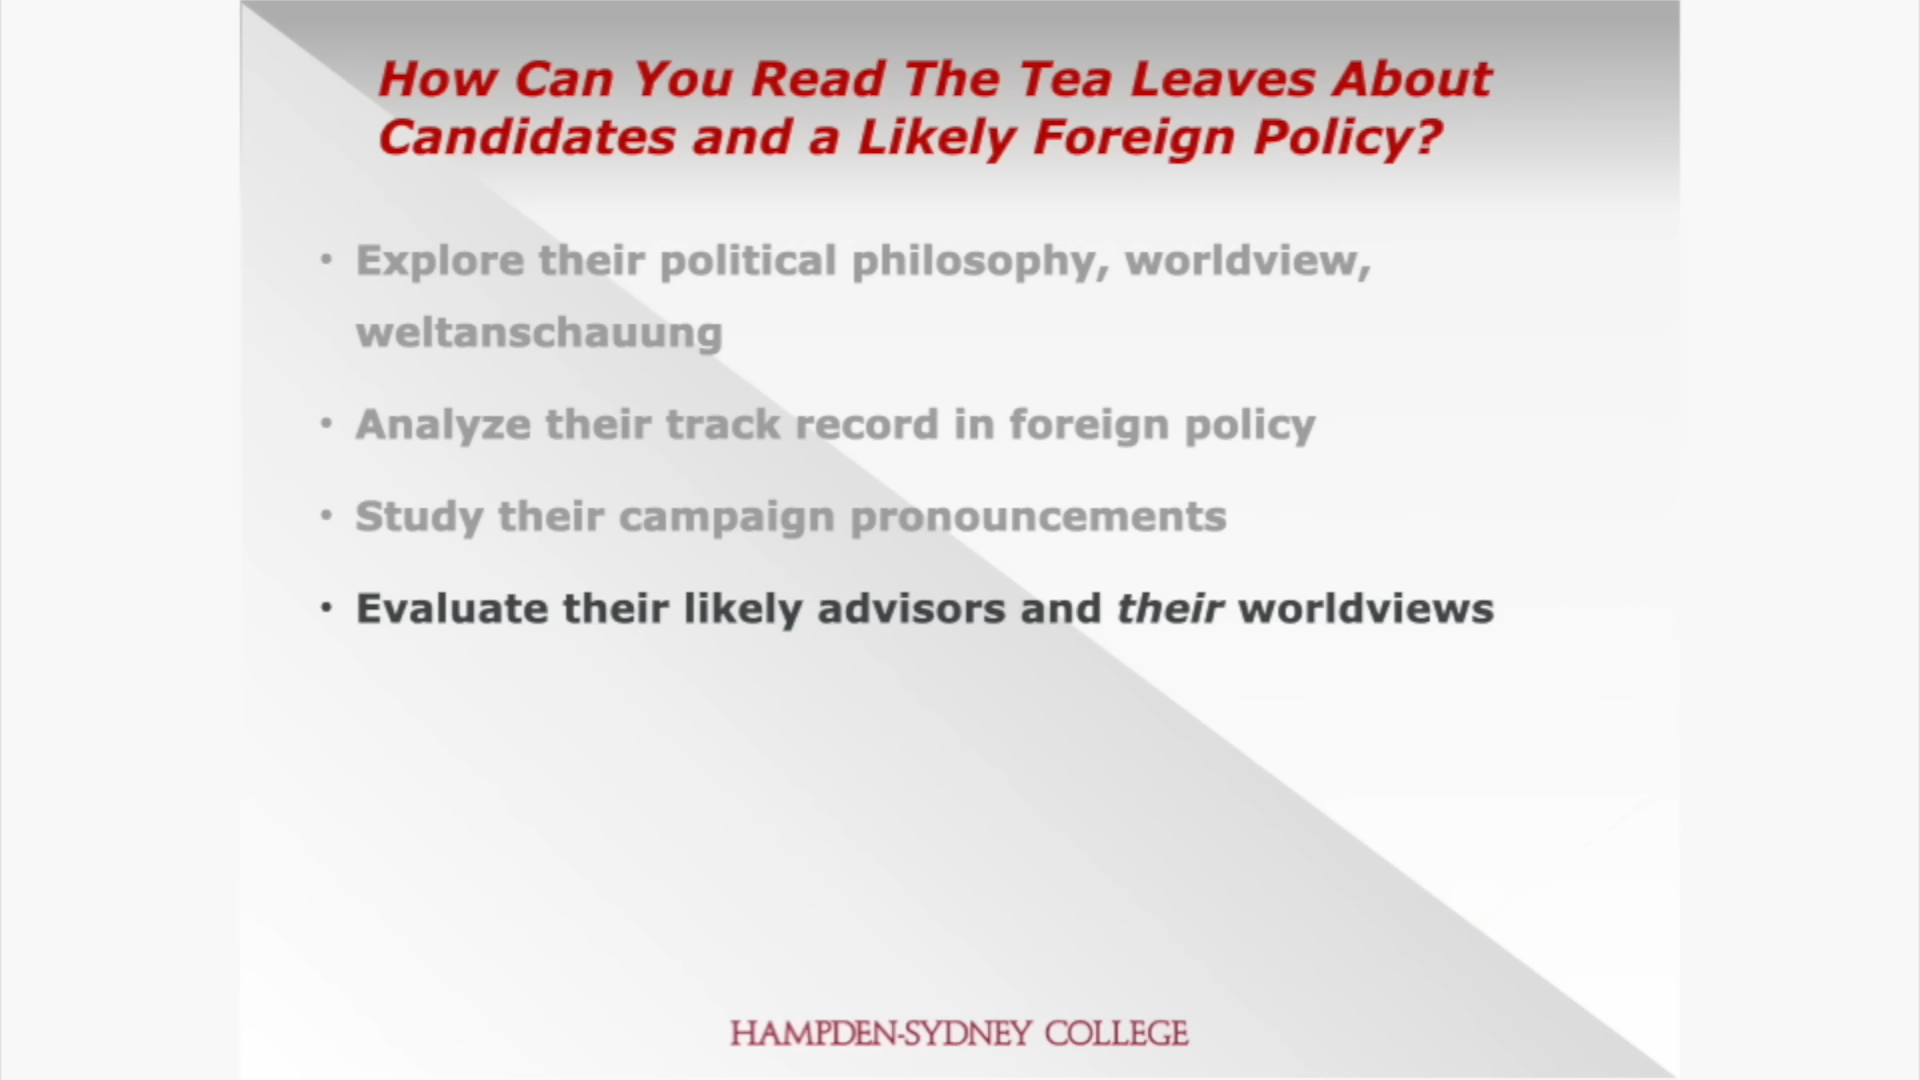 How Can You Read The Tea Leaves About
Candidates and a Likely Foreign Policy?
• Explore their political philosophy, worldview,
weltanschauung
• Analyze their track record in foreign policy
• Study their campaign pronouncements
• Evaluate their likely advisors and their worldviews
HAMPDEN-SYDNEY COLLEGE